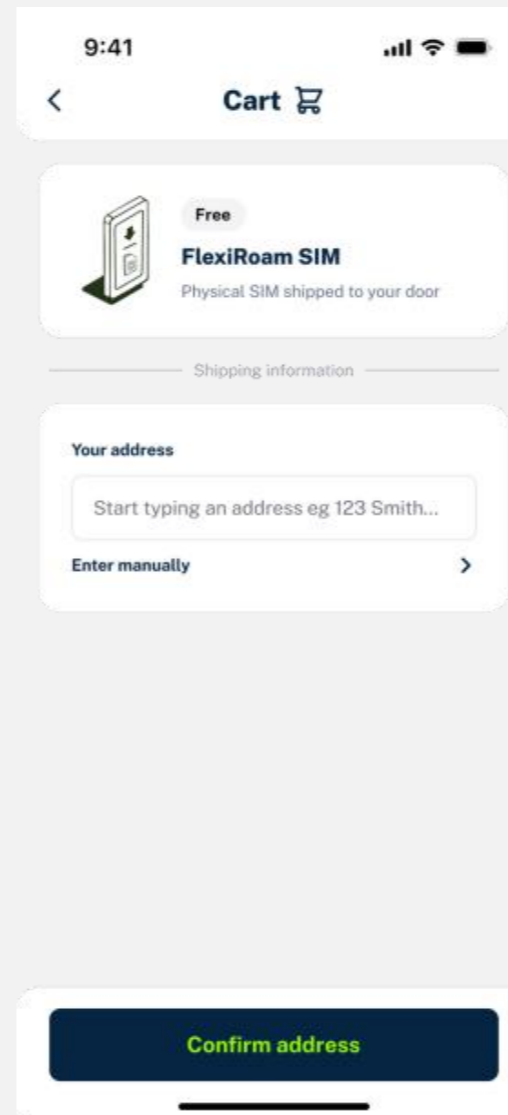 9:41
Cart
Free
FlexiRoam SIM
Physical SIM shipped to your door
Shipping information
Your address
Start typing an address eg 123 Smith...
Enter manually
Confirm address